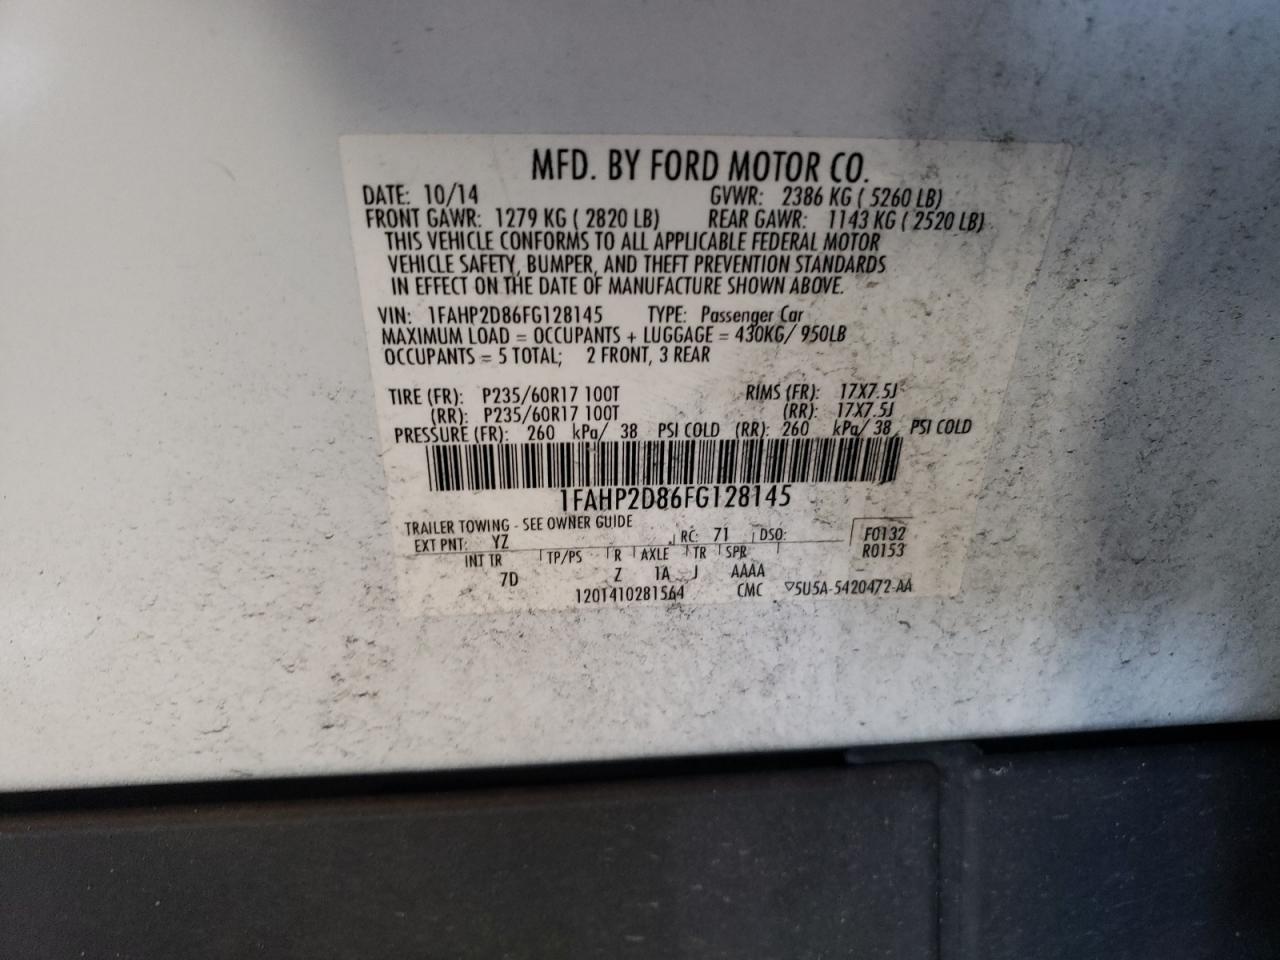 MFD. BY FORD MOTOR CO.
DATE: 10/14 GVWR: 2386 KG ( 5260 LB)
FRONT GAWR: 1279 KG ( 2820 LB) REAR GAWR: 1143 KG ( 2520 LB)
THIS VEHICLE CONFORMS TO ALL APPLICABLE FEDERAL MOTOR
VEHICLE SAFETY, BUMPER, AND THEFT PREVENTION STANDARDS
IN EFFECT ON THE DATE OF MANUFACTURE SHOWN ABOVE.
VIN: 1FAHP2D86FG128145 TYPE: Passenger Car
MAXIMUM LOAD = OCCUPANTS + LUGGAGE = 430KG/ 950LB
OCCUPANTS = 5 TOTAL; 2 FRONT, 3 REAR
TIRE (FR): P235/60R17 100T RIMS (FR): 17X7.5J
(RR): P235/60R17 100T (RR): 17X7.5J
PRESSURE (FR): 260 kPa/ 38 PSI COLD (RR): 260 kPa/ 38 PSI COLD
1FAHP2D86FG128145
TRAILER TOWING - SEE OWNER GUIDE
EXT PNT: YZ RC: 71 DSO: F0132
R0153
INT TR TP/PS R AXLE TR SPR
7D Z 1A J AAAA
1201410281564 CMC ▽5U5A-5420472-AA